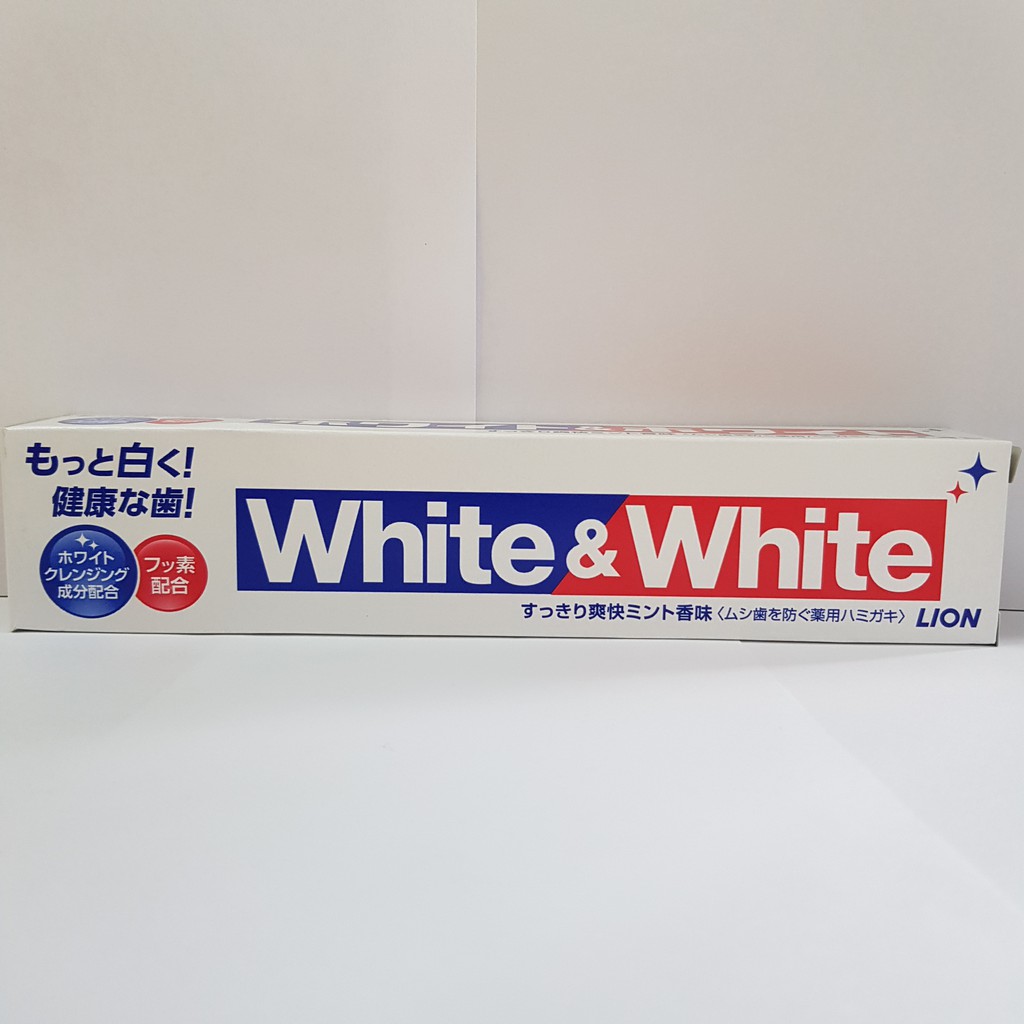 もっと白く!
健康な歯!
ホワイト
クレンジング
成分配合
フッ素
配合
White & White
すっきり爽快ミント香味〈ムシ歯を防ぐ薬用ハミガキ〉 LION